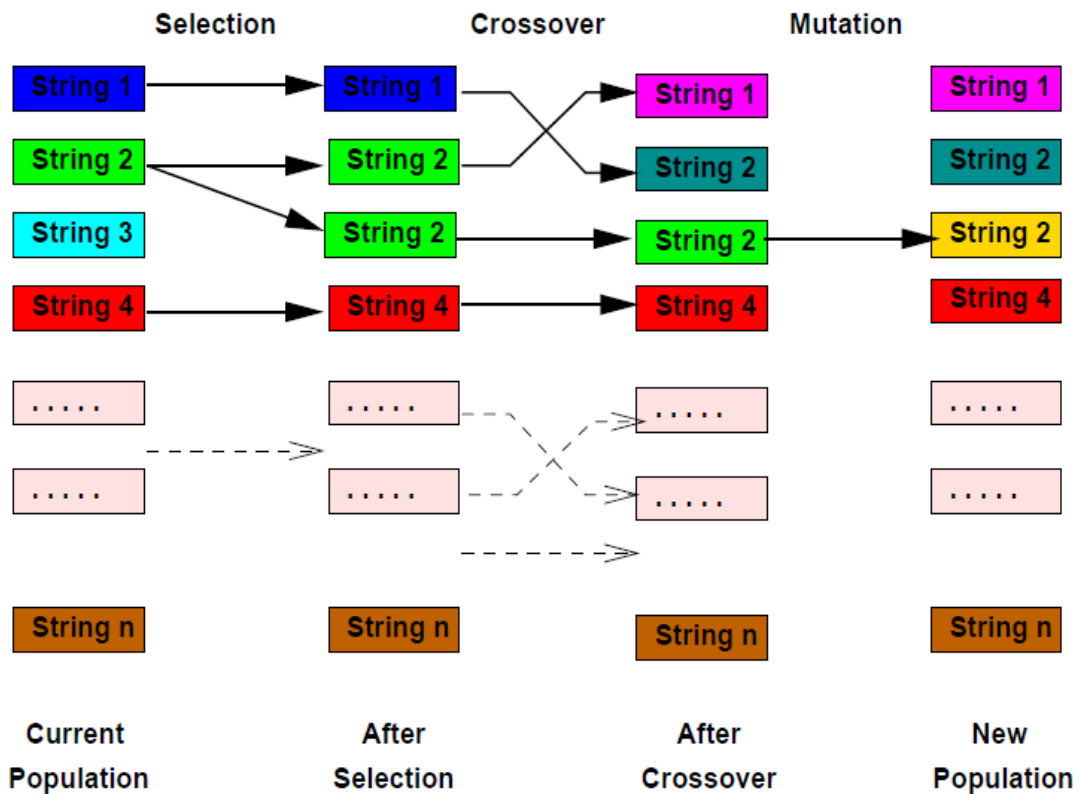 Selection Crossover Mutation
String 1 String 1 String 1 String 1
String 2 String 2 String 2 String 2
String 3 String 2 String 2 String 2
String 4 String 4 String 4 String 4
. . . . . . . . . . . . . . . . . . . .
. . . . . . . . . . . . . . . . . . . .
String n String n String n String n
Current After After New
Population Selection Crossover Population